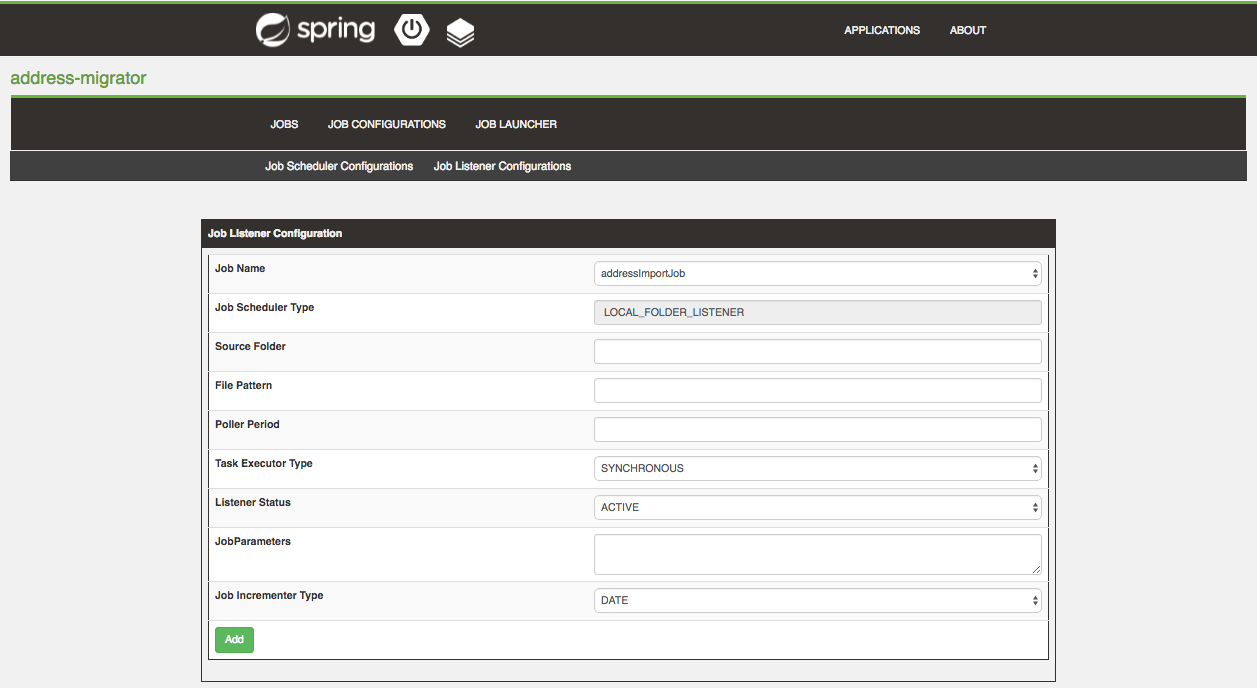 spring APPLICATIONS ABOUT
address-migrator
JOBS JOB CONFIGURATIONS JOB LAUNCHER
Job Scheduler Configurations Job Listener Configurations
Job Listener Configuration
Job Name addressImportJob
Job Scheduler Type LOCAL_FOLDER_LISTENER
Source Folder
File Pattern
Poller Period
Task Executor Type SYNCHRONOUS
Listener Status ACTIVE
JobParameters
Job Incrementer Type DATE
Add